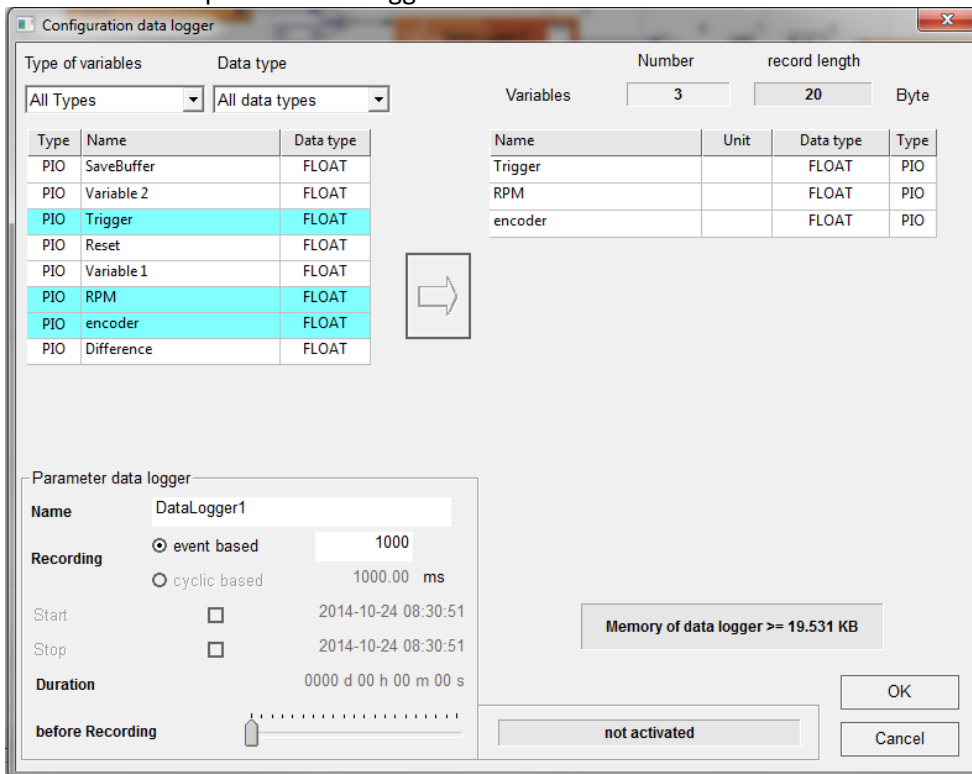 Configuration data logger
Type of variables Data type Number record length
All Types All data types Variables 3 20 Byte
Type Name Data type
PIO SaveBuffer FLOAT
PIO Variable 2 FLOAT
PIO Trigger FLOAT
PIO Reset FLOAT
PIO Variable 1 FLOAT
PIO RPM FLOAT
PIO encoder FLOAT
PIO Difference FLOAT
Name Unit Data type Type
Trigger FLOAT PIO
RPM FLOAT PIO
encoder FLOAT PIO
Parameter data logger
Name DataLogger1
Recording
event based 1000
cyclic based 1000.00 ms
Start 2014-10-24 08:30:51
Stop 2014-10-24 08:30:51
Duration 0000 d 00 h 00 m 00 s
before Recording
Memory of data logger >= 19.531 KB
not activated
OK
Cancel